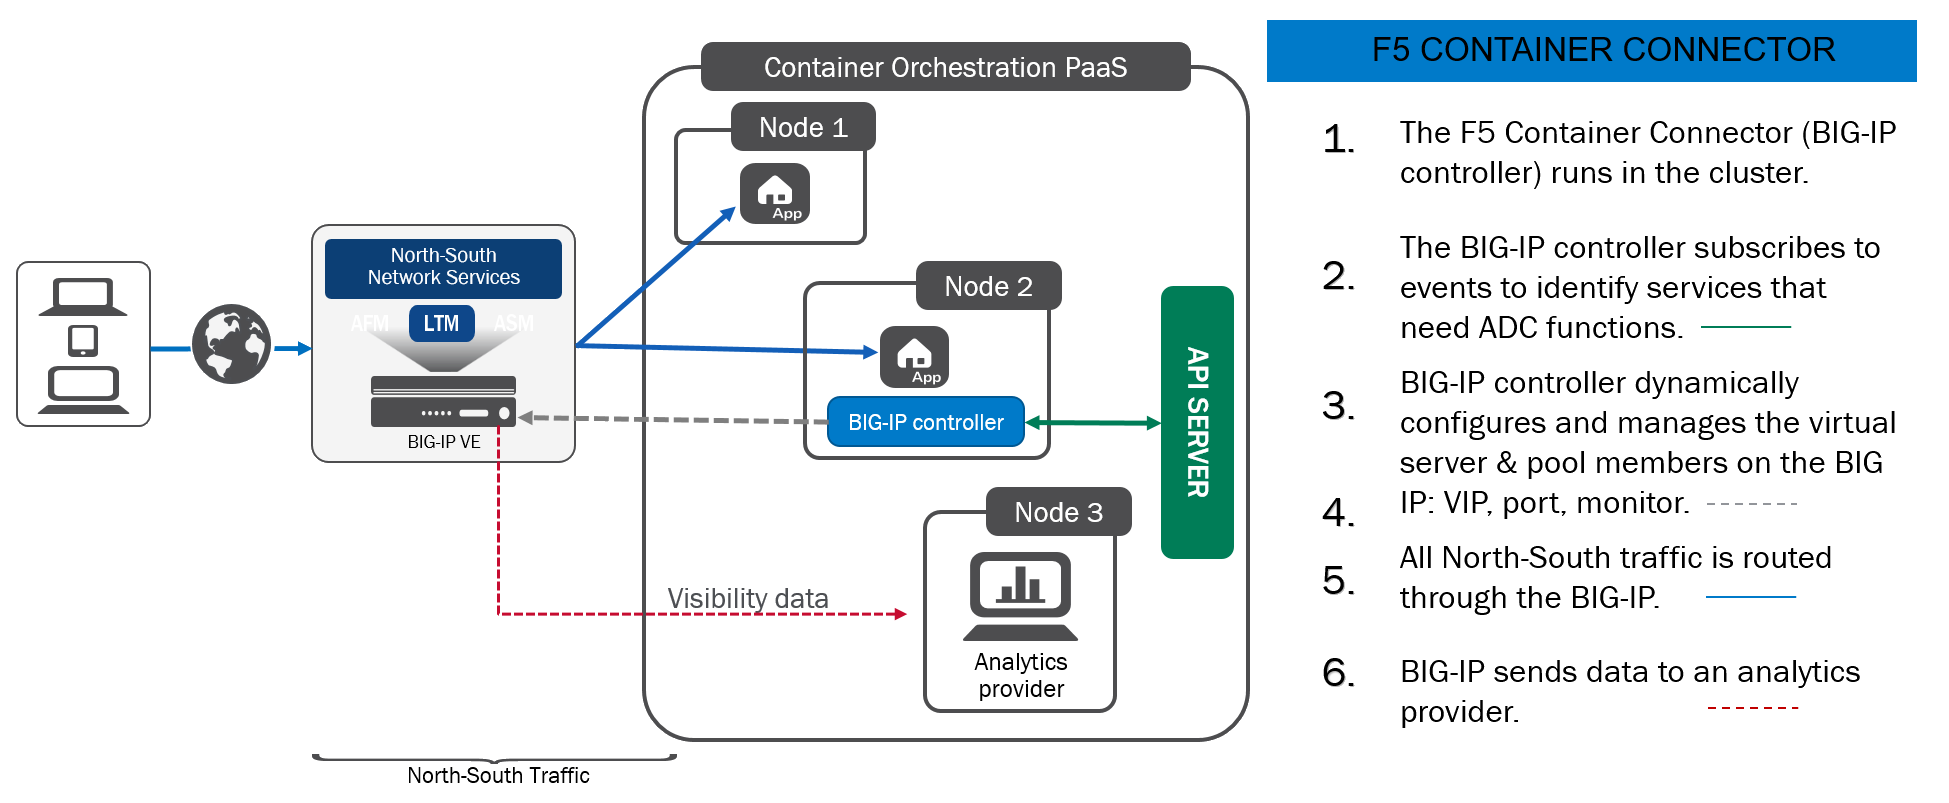 Container Orchestration PaaS
Node 1
App
North-South
Network Services
AFM
LTM
ASM
BIG-IP VE
Node 2
App
BIG-IP controller
API SERVER
Node 3
Visibility data
Analytics
provider
North-South Traffic
F5 CONTAINER CONNECTOR
1. The F5 Container Connector (BIG-IP
controller) runs in the cluster.
2. The BIG-IP controller subscribes to
events to identify services that
need ADC functions.
3. BIG-IP controller dynamically
configures and manages the virtual
server & pool members on the BIG
4. IP: VIP, port, monitor.
5. All North-South traffic is routed
through the BIG-IP.
6. BIG-IP sends data to an analytics
provider.